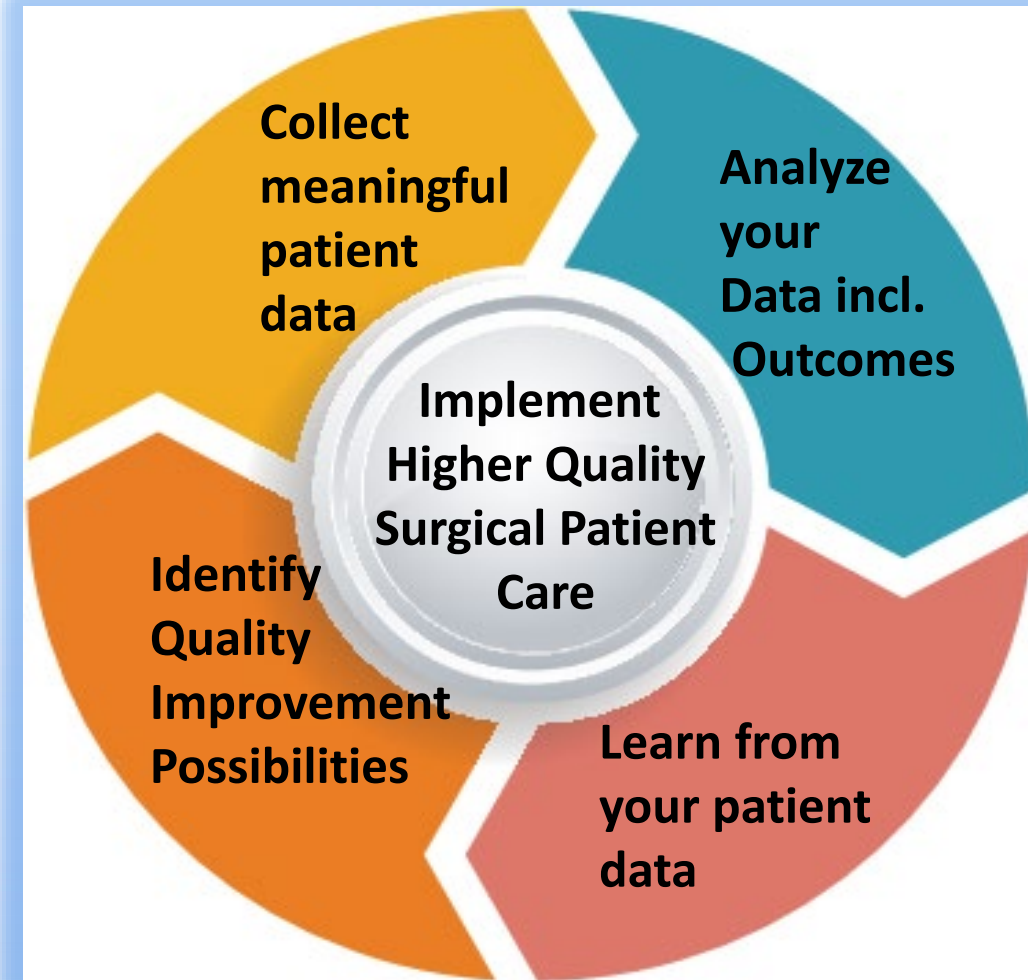 Collect
meaningful
patient
data
Analyze
your
Data incl.
Outcomes
Implement
Higher Quality
Surgical Patient
Care
Learn from
your patient
data
Identify
Quality
Improvement
Possibilities